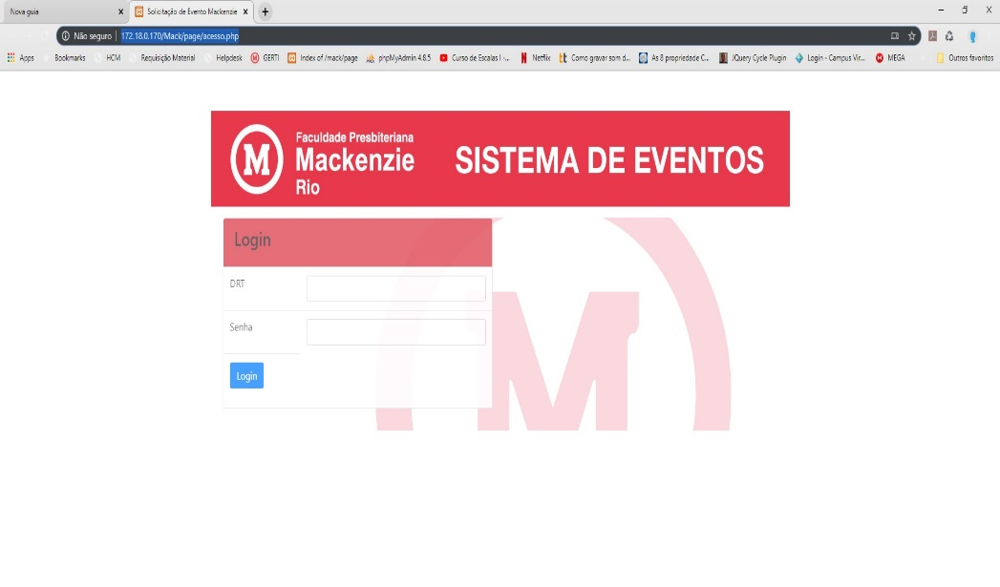 Nova guia
Solicitação de Evento Mackenzie
Não seguro | 172.18.0.170/Mack/page/acesso.php
Apps Bookmarks HCM Requisição Material Helpdesk GERTI Index of /mack/page phpMyAdmin 4.8.5 Curso de Escalas I -... Netflix Como gravar som d... As 8 propriedade C... JQuery Cycle Plugin Login - Campus Vir... MEGA Outros favoritos
Faculdade Presbiteriana
Mackenzie
Rio
SISTEMA DE EVENTOS
Login
DRT
Senha
Login